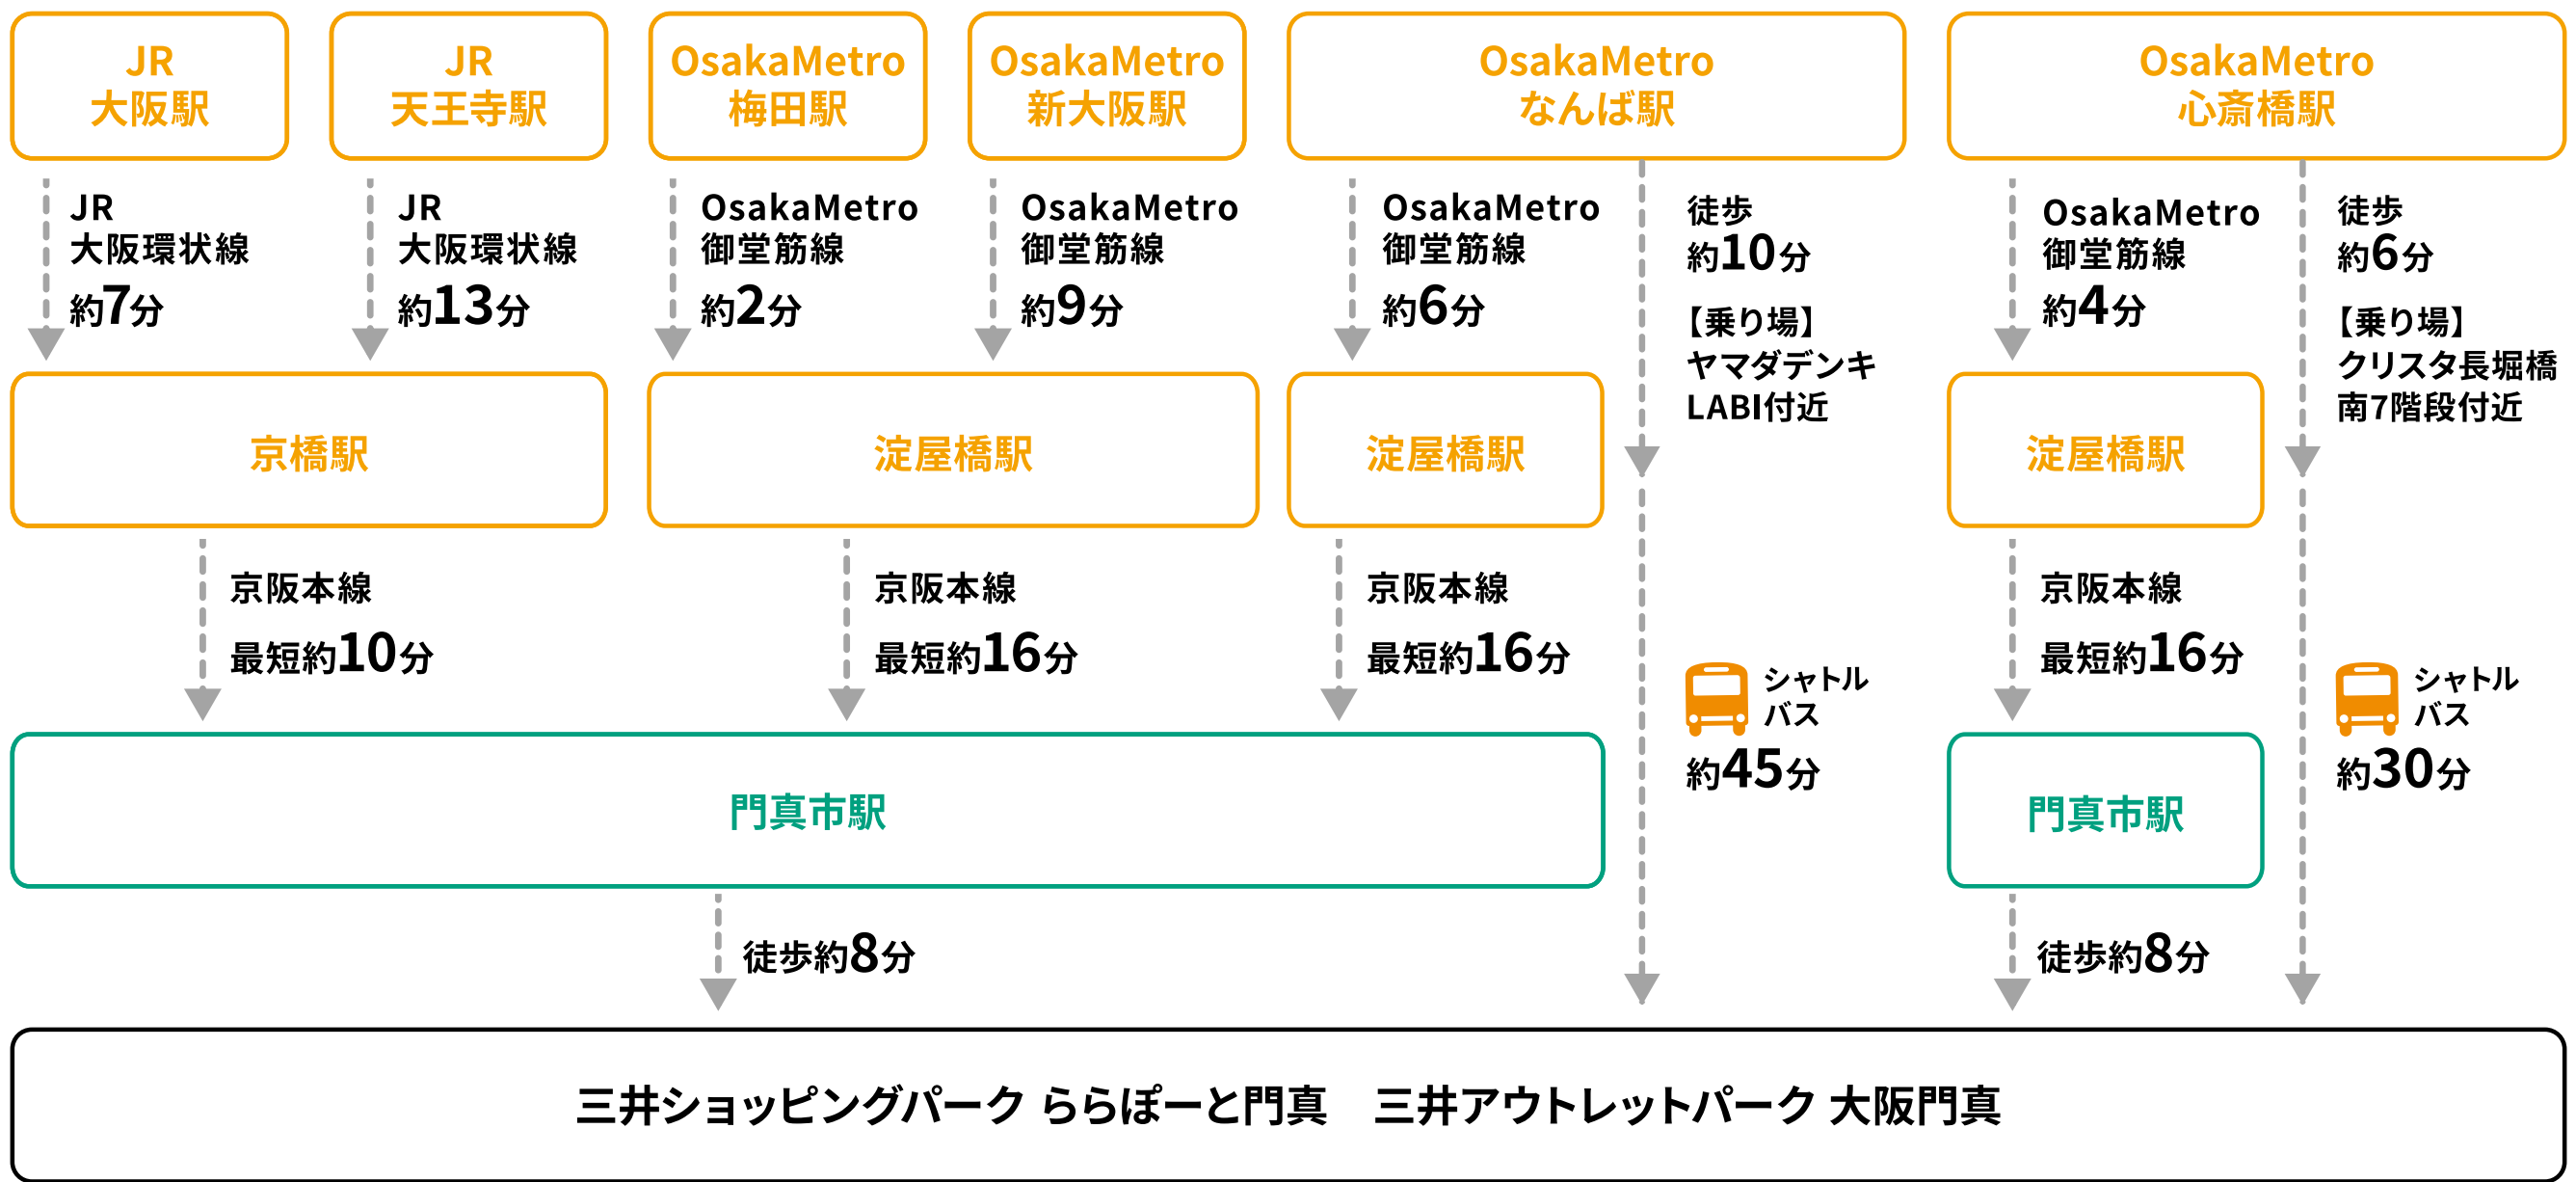 JR
大阪駅
JR
天王寺駅
OsakaMetro
梅田駅
OsakaMetro
新大阪駅
OsakaMetro
なんば駅
OsakaMetro
心斎橋駅
JR
大阪環状線
約7分
JR
大阪環状線
約13分
OsakaMetro
御堂筋線
約2分
OsakaMetro
御堂筋線
約9分
OsakaMetro
御堂筋線
約6分
徒歩
約10分
【乗り場】
ヤマダデンキ
LABI付近
OsakaMetro
御堂筋線
約4分
徒歩
約6分
【乗り場】
クリスタ長堀橋
南7階段付近
京橋駅
淀屋橋駅
淀屋橋駅
淀屋橋駅
京阪本線
最短約10分
京阪本線
最短約16分
京阪本線
最短約16分
シャトル
バス
約45分
京阪本線
最短約16分
シャトル
バス
約30分
門真市駅
門真市駅
徒歩約8分
徒歩約8分
三井ショッピングパーク ららぽーと門真　三井アウトレットパーク 大阪門真